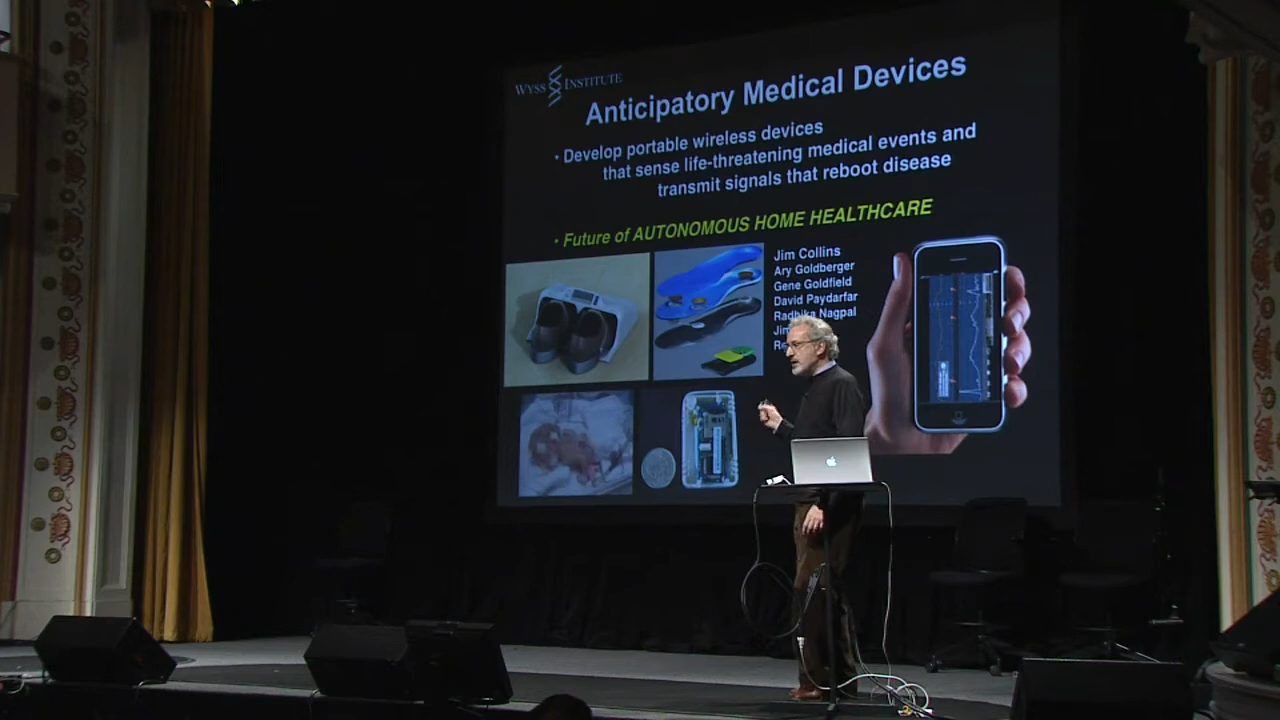 WYSS INSTITUTE
Anticipatory Medical Devices
• Develop portable wireless devices
that sense life-threatening medical events and
transmit signals that reboot disease
• Future of AUTONOMOUS HOME HEALTHCARE
Jim Collins
Ary Goldberger
Gene Goldfield
David Paydarfar
Radhika Nagpal